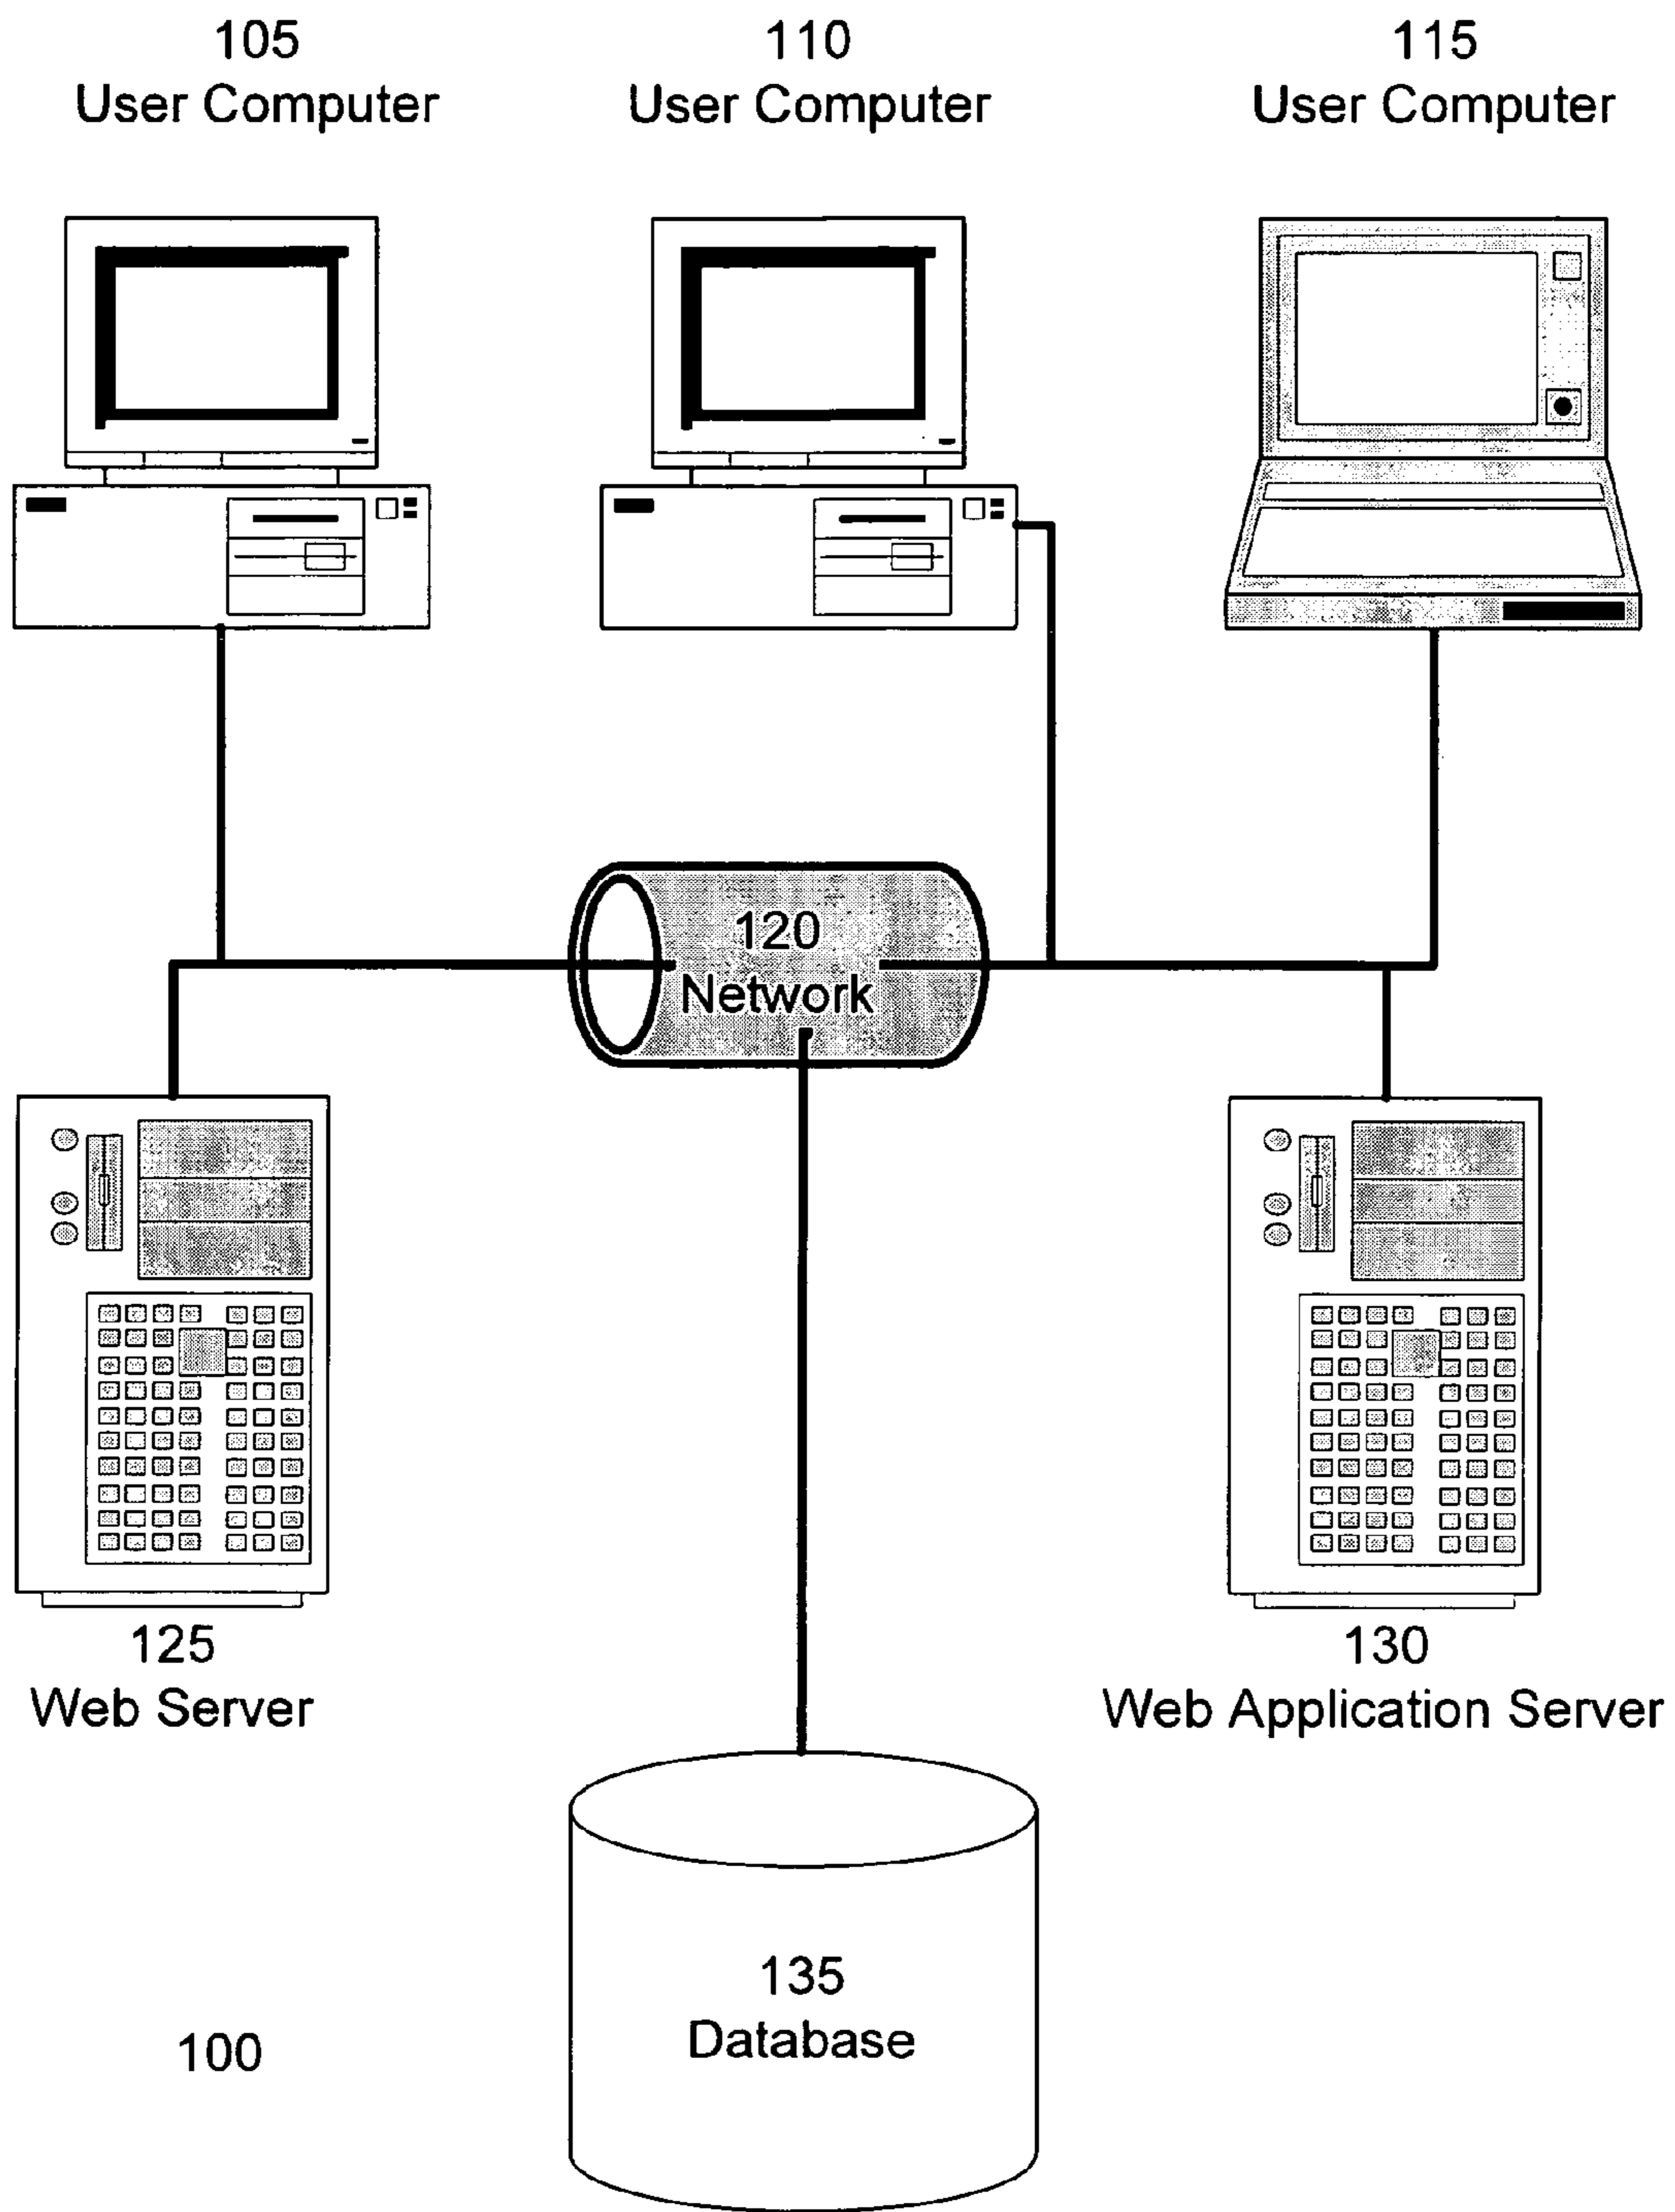 105
User Computer
110
User Computer
115
User Computer
120
Network
125
Web Server
130
Web Application Server
135
Database
100